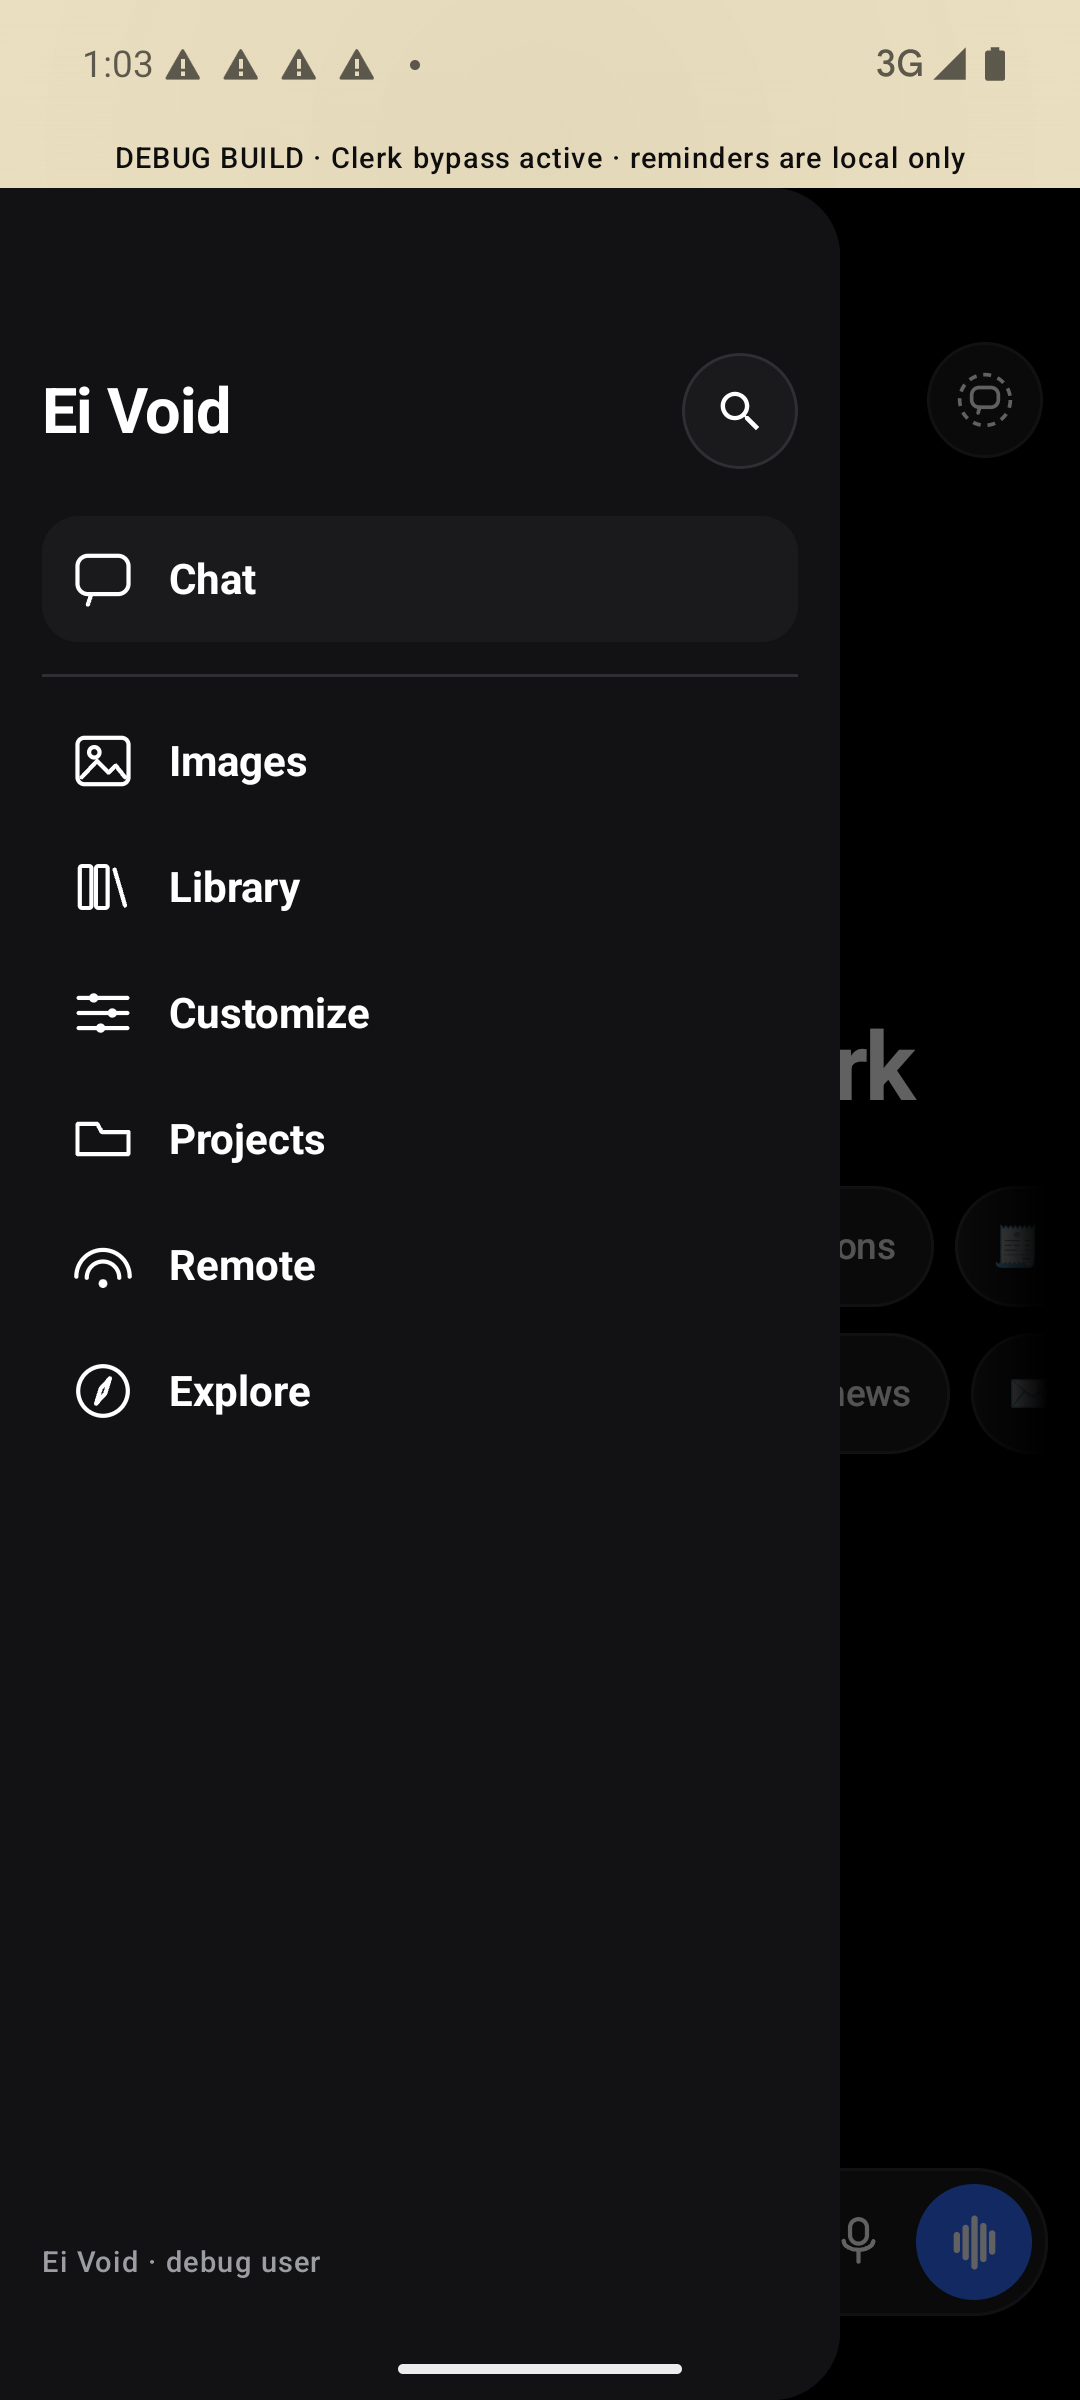 1:03
3G
DEBUG BUILD · Clerk bypass active · reminders are local only
Ei Void
Chat
Images
Library
Customize
rk
Projects
ons
Remote
news
Explore
Ei Void · debug user